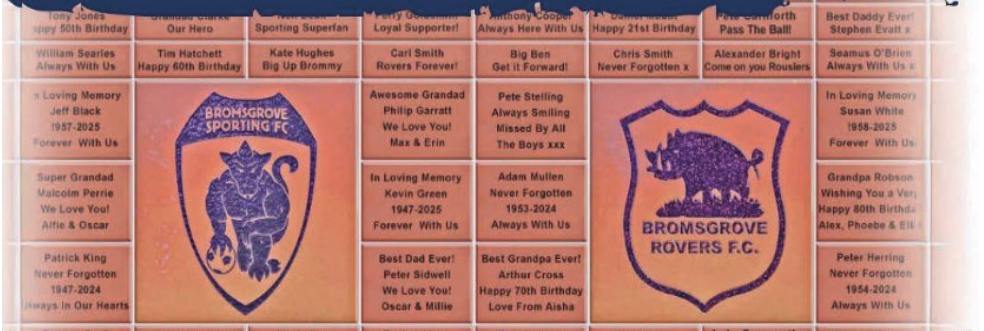 Tony Jones
50th Birthday
Grandad Clarke
Our Hero
Sporting Superfan
Loyal Supporter!
Anthony Cooper
Always Here With Us
Happy 21st Birthday
Pass The Ball!
Best Daddy Ever!
Stephen Evatt x
William Searles
Always With Us
Tim Hatchett
Happy 60th Birthday
Kate Hughes
Big Up Brommy
Carl Smith
Rovers Forever!
Big Ben
Get it Forward!
Chris Smith
Never Forgotten x
Alexander Bright
Come on you Rouslers
Seamus O'Brien
Always With Us x
n Loving Memory
Jeff Black
1957-2025
Forever With Us
BROMSGROVE
SPORTING FC
Awesome Grandad
Philip Garratt
We Love You!
Max & Erin
Pete Stelling
Always Smiling
Missed By All
The Boys xxx
In Loving Memory
Susan White
1958-2025
Forever With Us
Super Grandad
Malcolm Perrie
We Love You!
Alfie & Oscar
In Loving Memory
Kevin Green
1947-2025
Forever With Us
Adam Mullen
Never Forgotten
1953-2024
Always With Us
BROMSGROVE
ROVERS F.C.
Grandpa Robson
Wishing You a Very
Happy 80th Birthda
Alex, Phoebe &
Patrick King
Never Forgotten
1947-2024
lways In Our Hearts
Best Dad Ever!
Peter Sidwell
We Love You!
Oscar & Millie
Best Grandpa Ever!
Arthur Cross
Happy 70th Birthday
Love From Aisha
Peter Herring
Never Forgotten
1954-2024
Always With Us